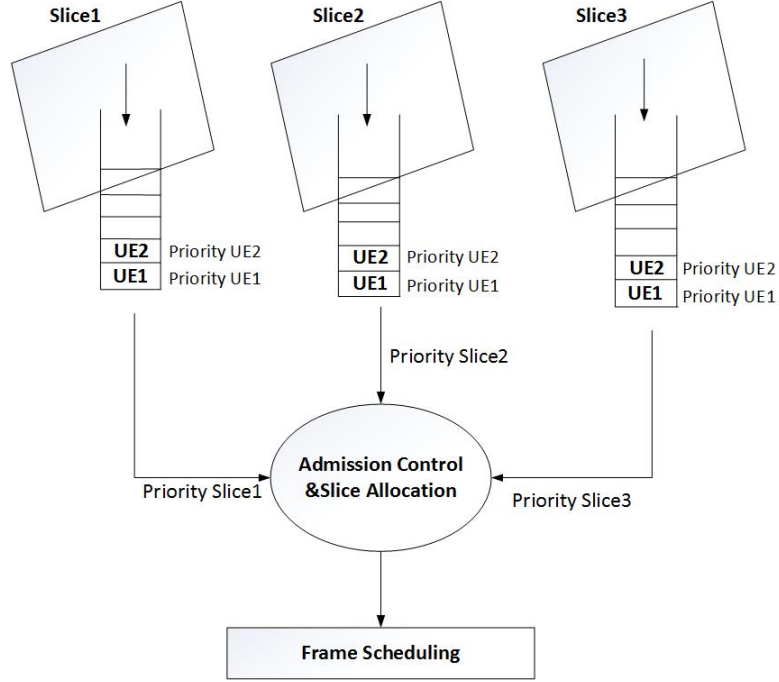 Slice1
Slice2
Slice3
UE2 Priority UE2
UE1 Priority UE1
UE2 Priority UE2
UE1 Priority UE1
UE2 Priority UE2
UE1 Priority UE1
Priority Slice2
Admission Control
&Slice Allocation
Priority Slice1
Priority Slice3
Frame Scheduling